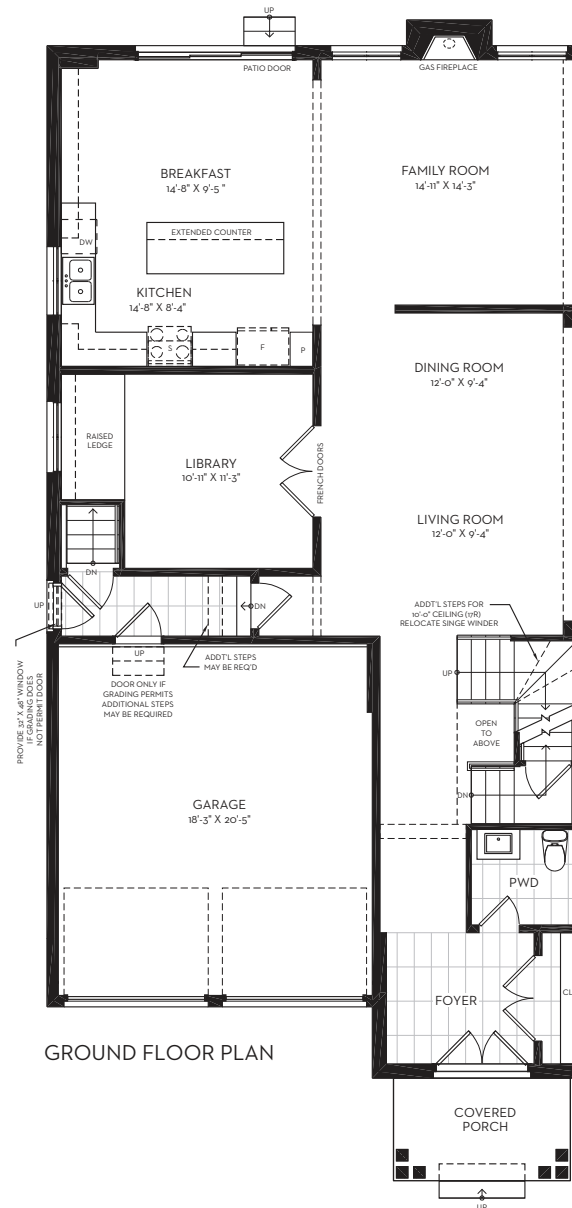 UP
PATIO DOOR
GAS FIREPLACE
BREAKFAST
14'-8" X 9'-5 "
FAMILY ROOM
14'-11" X 14'-3"
EXTENDED COUNTER
DW
KITCHEN
14'-8" X 8'-4"
S
F
P
DINING ROOM
12'-0" X 9'-4"
RAISED
LEDGE
LIBRARY
10'-11" X 11'-3"
FRENCH DOORS
LIVING ROOM
12'-0" X 9'-4"
DN
UP
DN
ADDT'L STEPS FOR
10'-0" CEILING (17R)
RELOCATE SINGE WINDER
PROVIDE 32" X 48" WINDOW
IF GRADING DOES
NOT PERMIT DOOR
UP
ADDT'L STEPS
MAY BE REQ'D
DOOR ONLY IF
GRADING PERMITS
ADDITIONAL STEPS
MAY BE REQUIRED
UP
OPEN
TO
ABOVE
DN
GARAGE
18'-3" X 20'-5"
PWD
FOYER
CL
GROUND FLOOR PLAN
COVERED
PORCH
UP